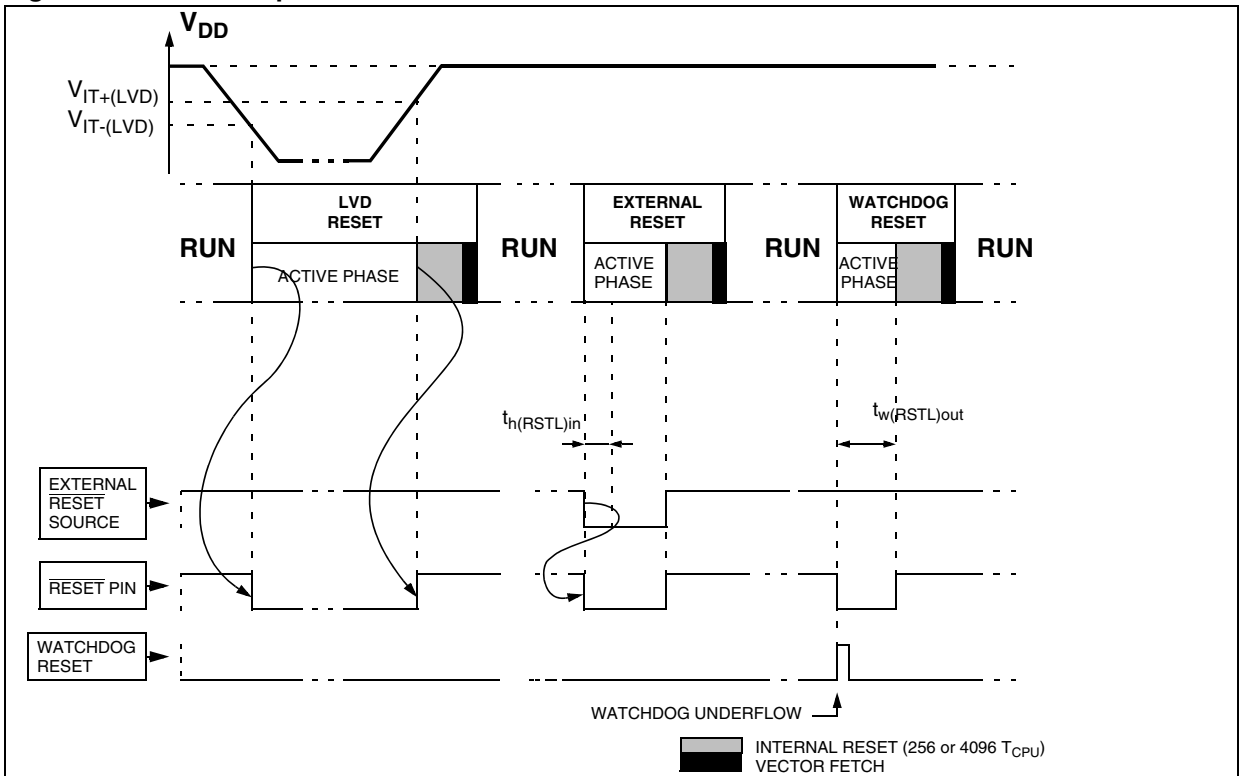 V_DD
V_IT+(LVD)
V_IT-(LVD)
LVD
RESET
EXTERNAL
RESET
WATCHDOG
RESET
RUN
RUN
RUN
RUN
ACTIVE PHASE
ACTIVE
PHASE
ACTIVE
PHASE
t_h(RSTL)in
t_w(RSTL)out
EXTERNAL
RESET
SOURCE
RESET PIN
WATCHDOG
RESET
WATCHDOG UNDERFLOW
INTERNAL RESET (256 or 4096 T_CPU)
VECTOR FETCH